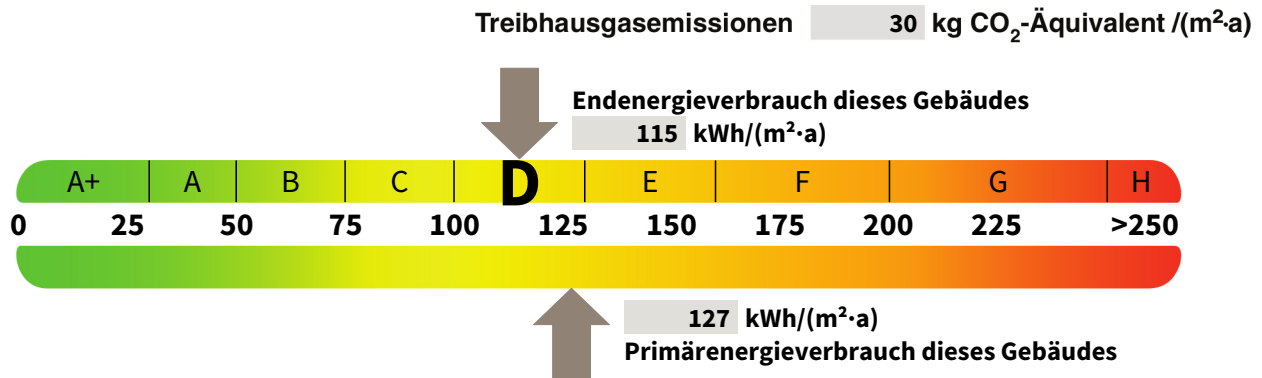 Treibhausgasemissionen 30 kg CO₂-Äquivalent /(m²·a)
Endenergieverbrauch dieses Gebäudes
115 kWh/(m²·a)
A+ A B C D E F G H
0 25 50 75 100 125 150 175 200 225 >250
127 kWh/(m²·a)
Primärenergieverbrauch dieses Gebäudes